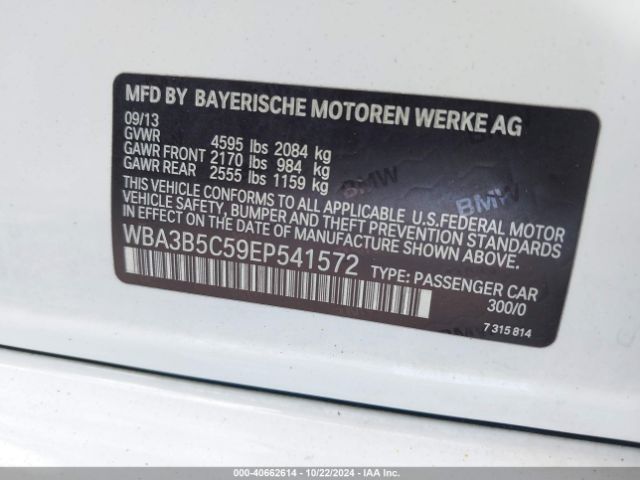 MFD BY BAYERISCHE MOTOREN WERKE AG
09/13
GVWR 4595 lbs 2084 kg
GAWR FRONT 2170 lbs 984 kg
GAWR REAR 2555 lbs 1159 kg
THIS VEHICLE CONFORMS TO ALL APPLICABLE U.S.FEDERAL MOTOR
VEHICLE SAFETY, BUMPER AND THEFT PREVENTION STANDARDS
IN EFFECT ON THE DATE OF MANUFACTURE SHOWN ABOVE.
WBA3B5C59EP541572 TYPE: PASSENGER CAR
300/0
7 315 814
BMW
BMW
BMW
000-40662614 - 10/22/2024 - IAA Inc.